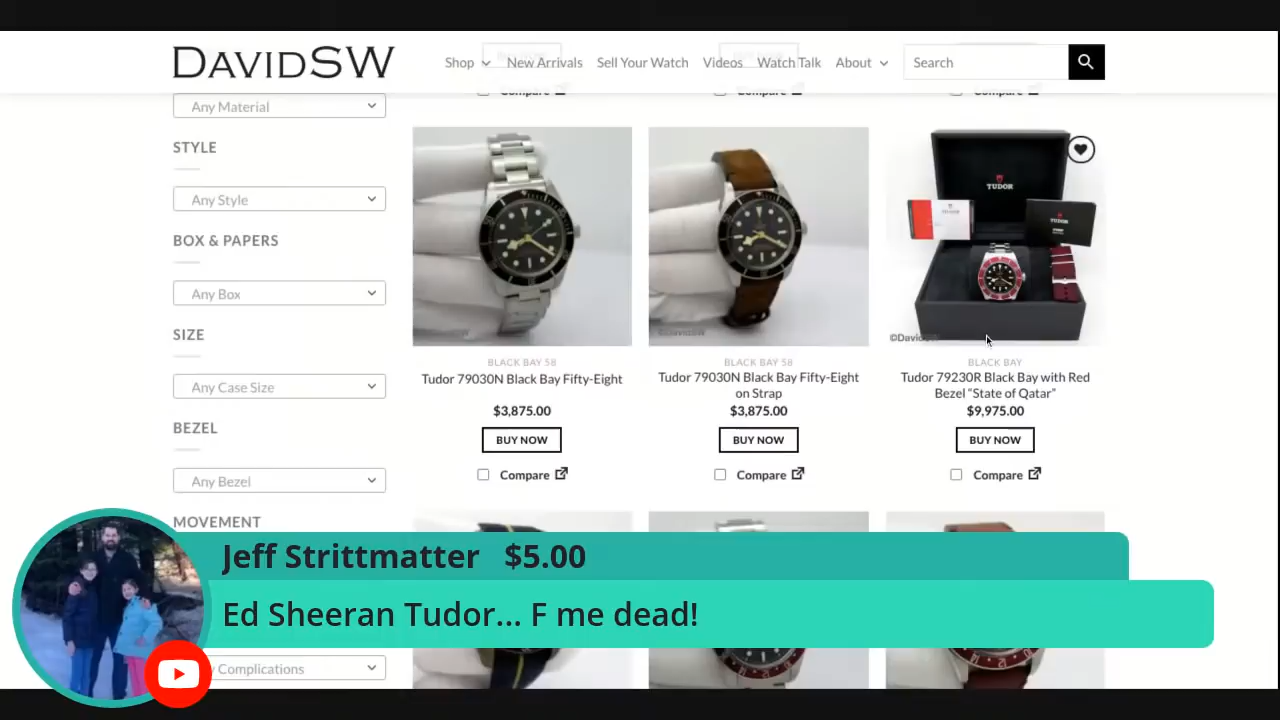 DAVIDSW
Shop
New Arrivals
Sell Your Watch
Videos
Watch Talk
About
Search
Compare
Compare
Compare
Any Material
STYLE
Any Style
BOX & PAPERS
Any Box
SIZE
Any Case Size
BEZEL
Any Bezel
MOVEMENT
Complications
TUDOR
TUDOR
©DavidSW
BLACK BAY 58
Tudor 79030N Black Bay Fifty-Eight
$3,875.00
BUY NOW
Compare
BLACK BAY 58
Tudor 79030N Black Bay Fifty-Eight
on Strap
$3,875.00
BUY NOW
Compare
BLACK BAY
Tudor 79230R Black Bay with Red
Bezel “State of Qatar”
$9,975.00
BUY NOW
Compare
Jeff Strittmatter $5.00
Ed Sheeran Tudor... F me dead!